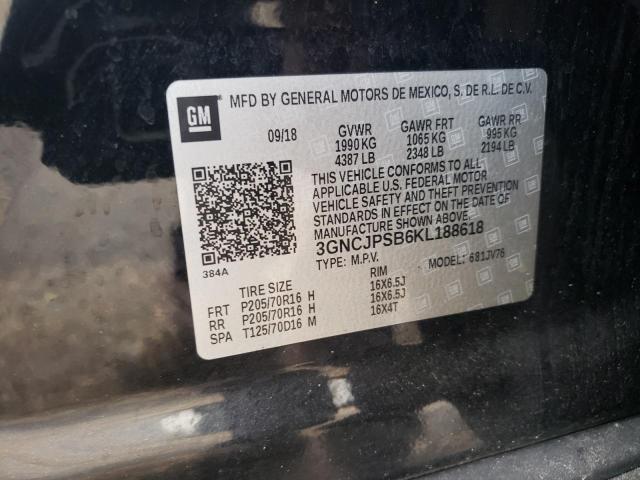 GM
MFD BY GENERAL MOTORS DE MEXICO, S. DE R.L. DE C.V.
09/18 GVWR GAWR FRT GAWR RR
1990 KG 1065 KG 995 KG
4387 LB 2348 LB 2194 LB
THIS VEHICLE CONFORMS TO ALL
APPLICABLE U.S. FEDERAL MOTOR
VEHICLE SAFETY AND THEFT PREVENTION
STANDARDS IN EFFECT ON THE DATE OF
MANUFACTURE SHOWN ABOVE.
3GNCJPSB6KL188618
384A TYPE: M.P.V. MODEL: 681JV76
TIRE SIZE RIM
FRT P205/70R16 H 16X6.5J
RR P205/70R16 H 16X6.5J
SPA T125/70D16 M 16X4T